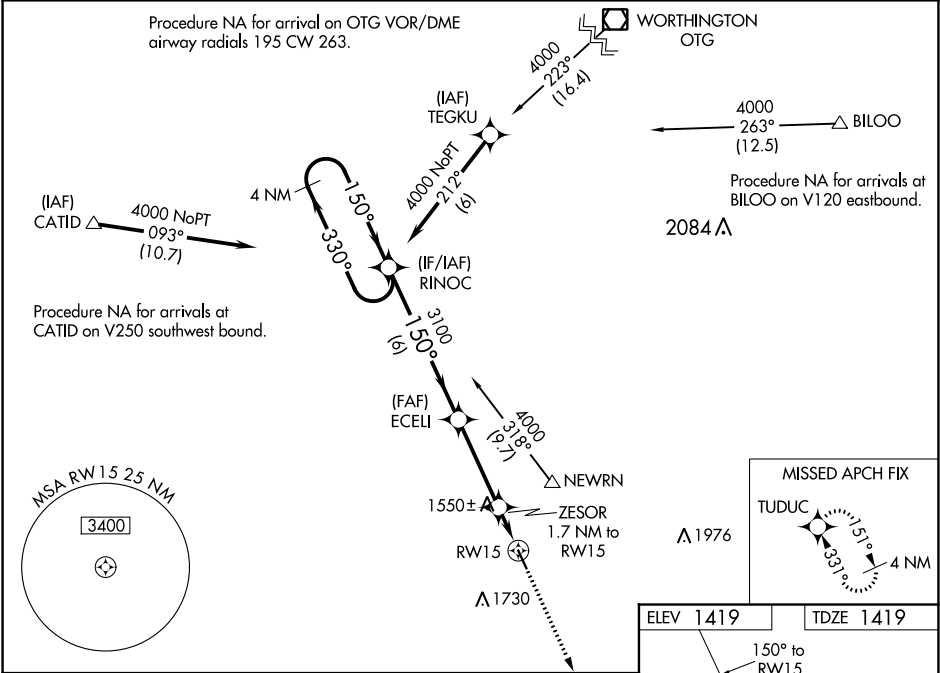 Procedure NA for arrival on OTG VOR/DME
airway radials 195 CW 263.
WORTHINGTON
OTG
4000
223°
(16.4)
(IAF)
TEGKU
4000 NoPT
212°
(6)
4000
263°
(12.5)
BILOO
Procedure NA for arrivals at
BILOO on V120 eastbound.
2084
4 NM
150°
330°
(IAF)
CATID
4000 NoPT
093°
(10.7)
(IF/IAF)
RINOC
Procedure NA for arrivals at
CATID on V250 southwest bound.
3100
150°
(6)
(FAF)
ECELI
4000
318°
(9.7)
NEWRN
MSA RW15 25 NM
3400
1550±
ZESOR
1.7 NM to
RW15
RW15
1976
1730
MISSED APCH FIX
TUDUC
151°
331°
4 NM
ELEV 1419
TDZE 1419
150° to
RW15